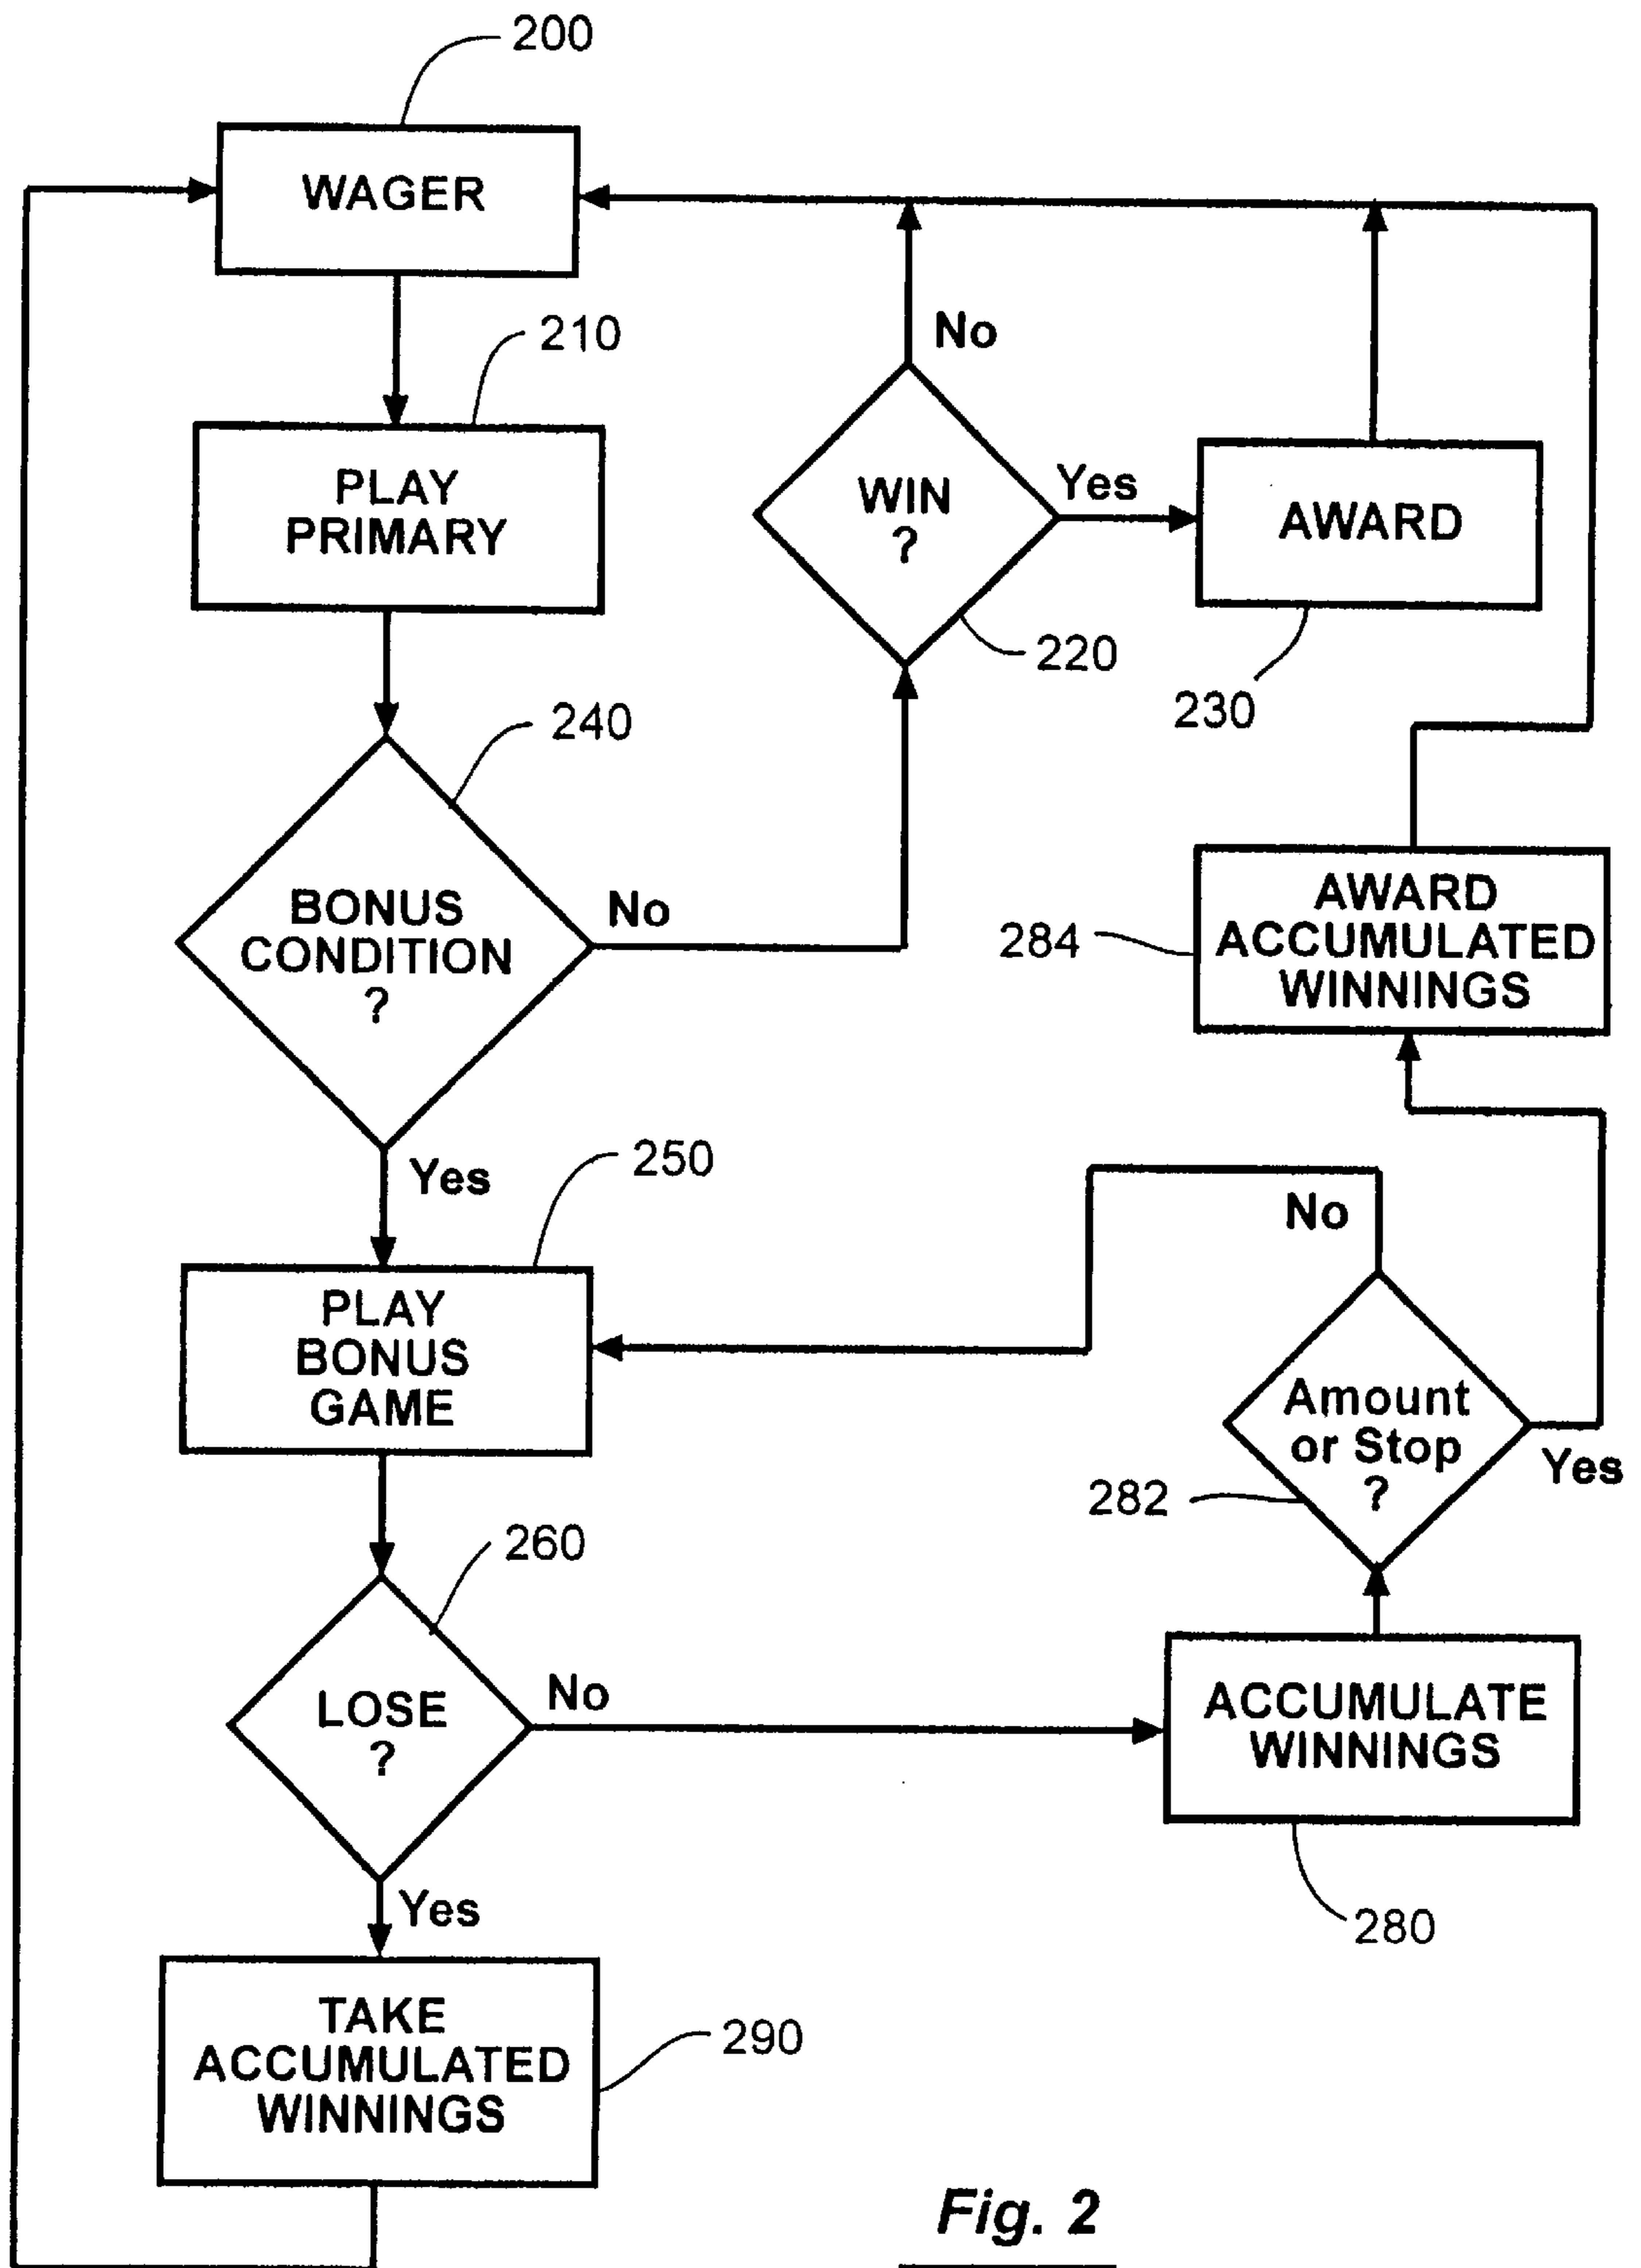 200
WAGER
210
PLAY
PRIMARY
No
WIN
?
Yes
AWARD
220
230
240
BONUS
CONDITION
?
No
Yes
AWARD
ACCUMULATED
WINNINGS
284
250
PLAY
BONUS
GAME
No
Amount
or Stop
?
Yes
282
260
LOSE
?
No
Yes
ACCUMULATE
WINNINGS
280
TAKE
ACCUMULATED
WINNINGS
290
Fig. 2